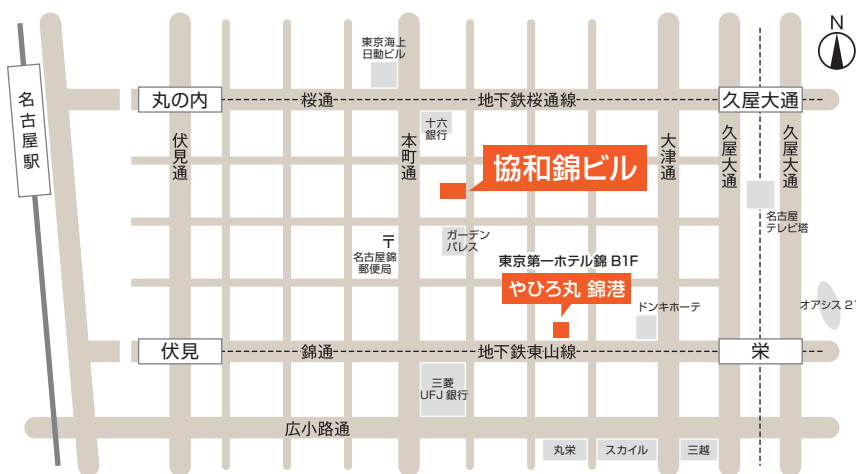 N
東京海上
日動ビル
名古屋駅
丸の内
桜通
地下鉄桜通線
久屋大通
十六
銀行
伏見通
本町通
大津通
久屋大通
久屋大通
協和錦ビル
名古屋
テレビ塔
〒
名古屋錦
郵便局
ガーデン
パレス
東京第一ホテル錦 B1F
やひろ丸 錦港
ドンキホーテ
オアシス 21
伏見
錦通
地下鉄東山線
栄
三菱
UFJ 銀行
広小路通
丸栄
スカイル
三越